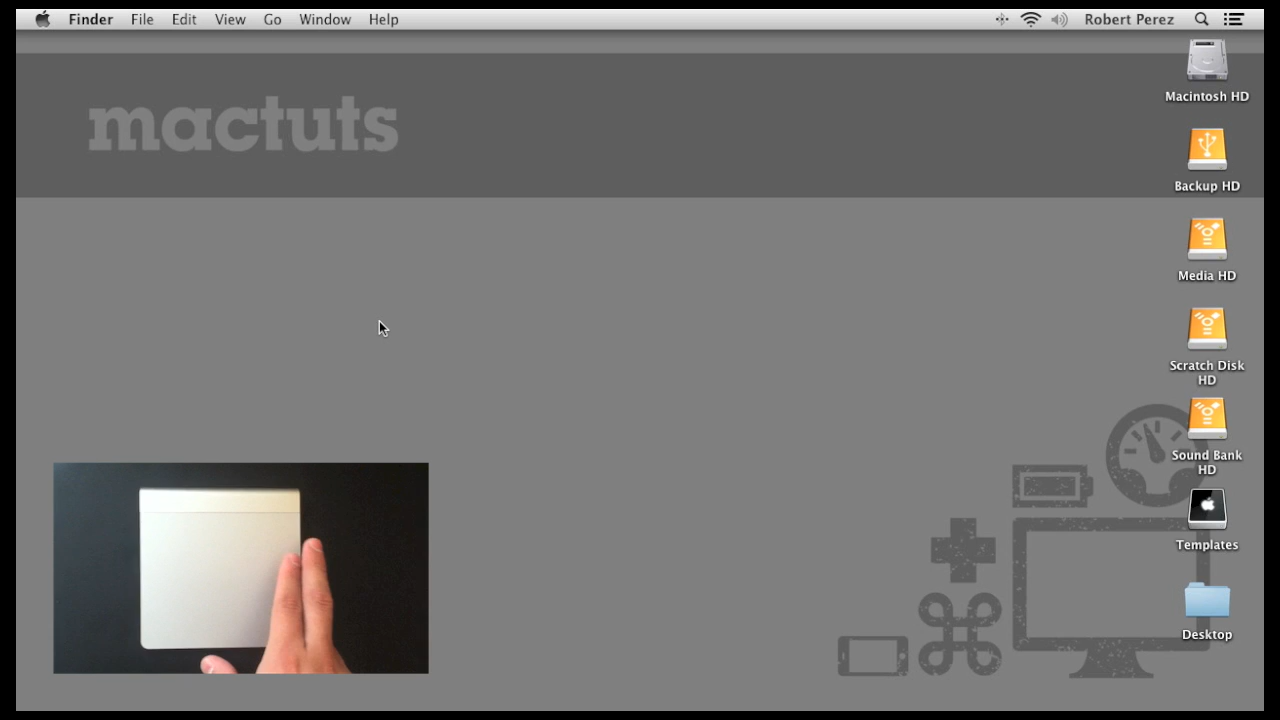 Finder File Edit View Go Window Help Robert Perez
mactuts
Macintosh HD
Backup HD
Media HD
Scratch Disk
HD
Sound Bank
HD
Templates
Desktop